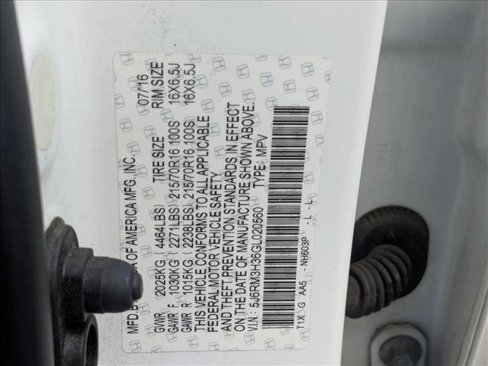 MFD. OF AMERICA MFG., INC. 07/16
GVWR 2025KG 4464LBS TIRE SIZE RIM SIZE
GAWR F 1030KG 2271LBS 215/70R16 100S 16X6.5J
GAWR R 1015KG 2238LBS 215/70R16 100S 16X6.5J
THIS VEHICLE CONFORMS TO ALL APPLICABLE
FEDERAL MOTOR VEHICLE SAFETY
AND THEFT PREVENTION STANDARDS IN EFFECT
ON THE DATE OF MANUFACTURE SHOWN ABOVE.
V.I.N.: 5J6RM3H36GL020560 TYPE: MPV
T1X G AA5 NH603P